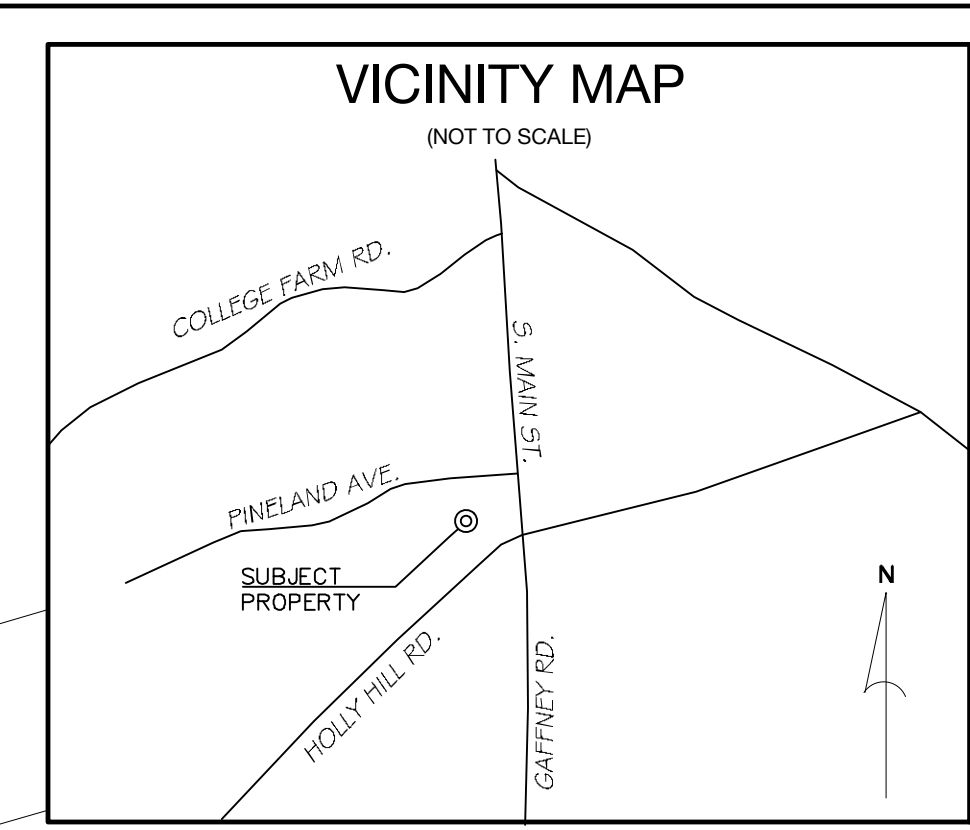 VICINITY MAP
(NOT TO SCALE)
COLLEGE FARM RD.
S. MAIN ST.
PINELAND AVE.
SUBJECT
PROPERTY
N
HOLLY HILL RD.
GAFFNEY RD.